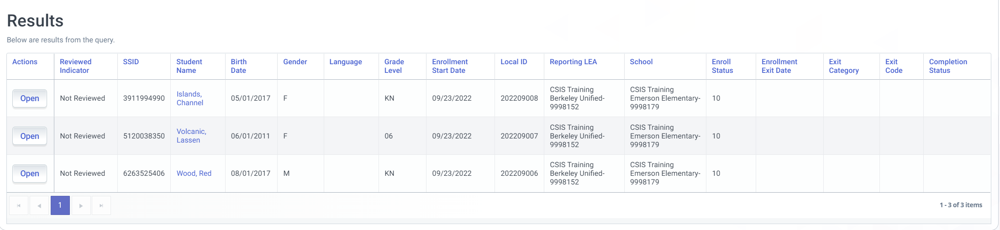 Results
Below are results from the query.
Actions Reviewed Indicator SSID Student Name Birth Date Gender Language Grade Level Enrollment Start Date Local ID Reporting LEA School Enroll Status Enrollment Exit Date Exit Category Exit Code Completion Status
Open Not Reviewed 3911994990 Islands, Channel 05/01/2017 F KN 09/23/2022 202209008 CSIS Training Berkeley Unified-9998152 CSIS Training Emerson Elementary-9998179 10
Open Not Reviewed 5120038350 Volcanic, Lassen 06/01/2011 F 06 09/23/2022 202209007 CSIS Training Berkeley Unified-9998152 CSIS Training Emerson Elementary-9998179 10
Open Not Reviewed 6263525406 Wood, Red 08/01/2017 M KN 09/23/2022 202209006 CSIS Training Berkeley Unified-9998152 CSIS Training Emerson Elementary-9998179 10
1 1 - 3 of 3 items